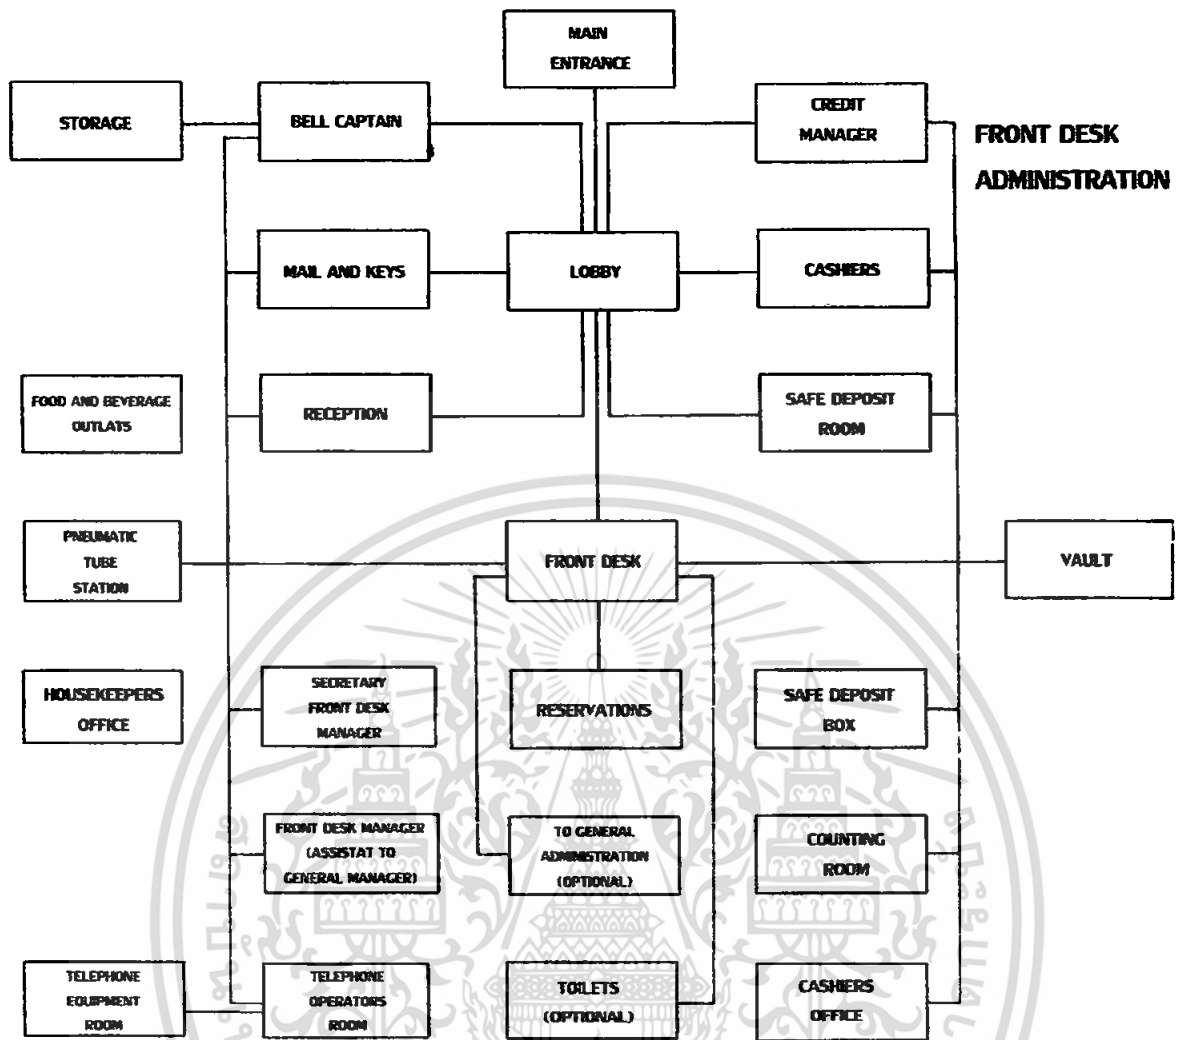 MAIN
ENTRANCE
STORAGE
BELL CAPTAIN
CREDIT
MANAGER
FRONT DESK
ADMINISTRATION
MAIL AND KEYS
LOBBY
CASHIERS
FOOD AND BEVERAGE
OUTLATS
RECEPTION
SAFE DEPOSIT
ROOM
PNEUMATIC
TUBE
STATION
FRONT DESK
VAULT
HOUSEKEEPERS
OFFICE
SECRETARY
FRONT DESK
MANAGER
RESERVATIONS
SAFE DEPOSIT
BOX
FRONT DESK MANAGER
(ASSISTAT TO
GENERAL MANAGER)
TO GENERAL
ADMINISTRATION
(OPTIONAL)
COUNTING
ROOM
TELEPHONE
EQUIPMENT
ROOM
TELEPHONE
OPERATORS
ROOM
TOILETS
(OPTIONAL)
CASHIERS
OFFICE